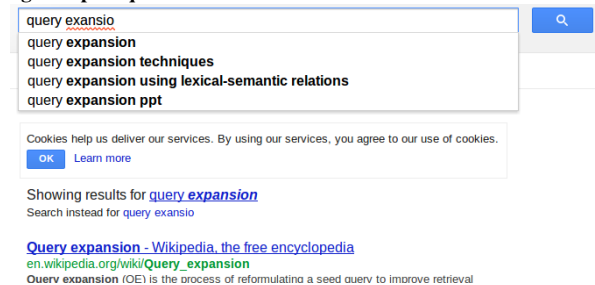 query exansio
query expansion
query expansion techniques
query expansion using lexical-semantic relations
query expansion ppt
Cookies help us deliver our services. By using our services, you agree to our use of cookies.
OK Learn more
Showing results for query expansion
Search instead for query exansio
Query expansion - Wikipedia, the free encyclopedia
en.wikipedia.org/wiki/Query_expansion
Query expansion (QE) is the process of reformulating a seed query to improve retrieval